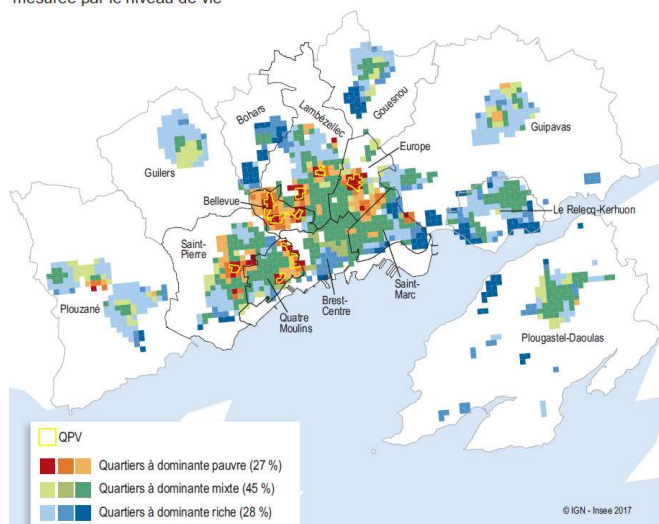 mesurée par le niveau de vie
Bohars
Lambézellec
Gouesnou
Guipavas
Guilers
Europe
Bellevue
Le Relecq-Kerhuon
Saint-
Pierre
Saint-
Marc
Brest-
Centre
Plouzané
Quatre
Moulins
Plougastel-Daoulas
QPV
Quartiers à dominante pauvre (27 %)
Quartiers à dominante mixte (45 %)
Quartiers à dominante riche (28 %)
© IGN - Insee 2017